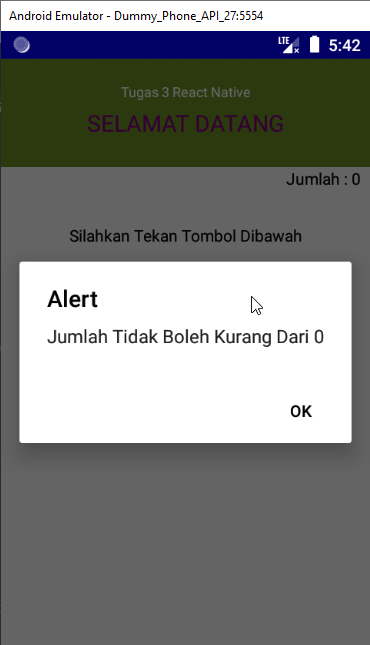 Android Emulator - Dummy_Phone_API_27:5554
LTE 5:42
Tugas 3 React Native
SELAMAT DATANG
Jumlah : 0
Silahkan Tekan Tombol Dibawah
Alert
Jumlah Tidak Boleh Kurang Dari 0
OK